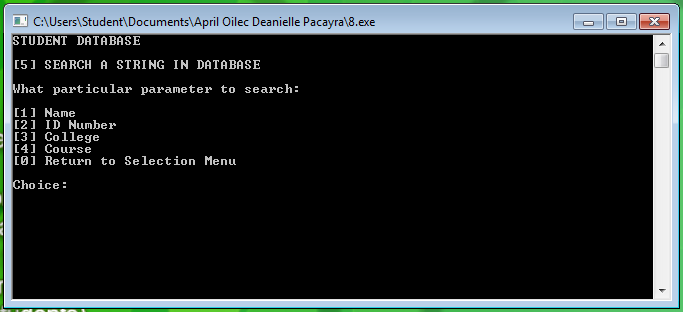 C:\Users\Student\Documents\April Oilec Deanielle Pacayra\8.exe
STUDENT DATABASE
[5] SEARCH A STRING IN DATABASE
What particular parameter to search:
[1] Name
[2] ID Number
[3] College
[4] Course
[0] Return to Selection Menu
Choice: